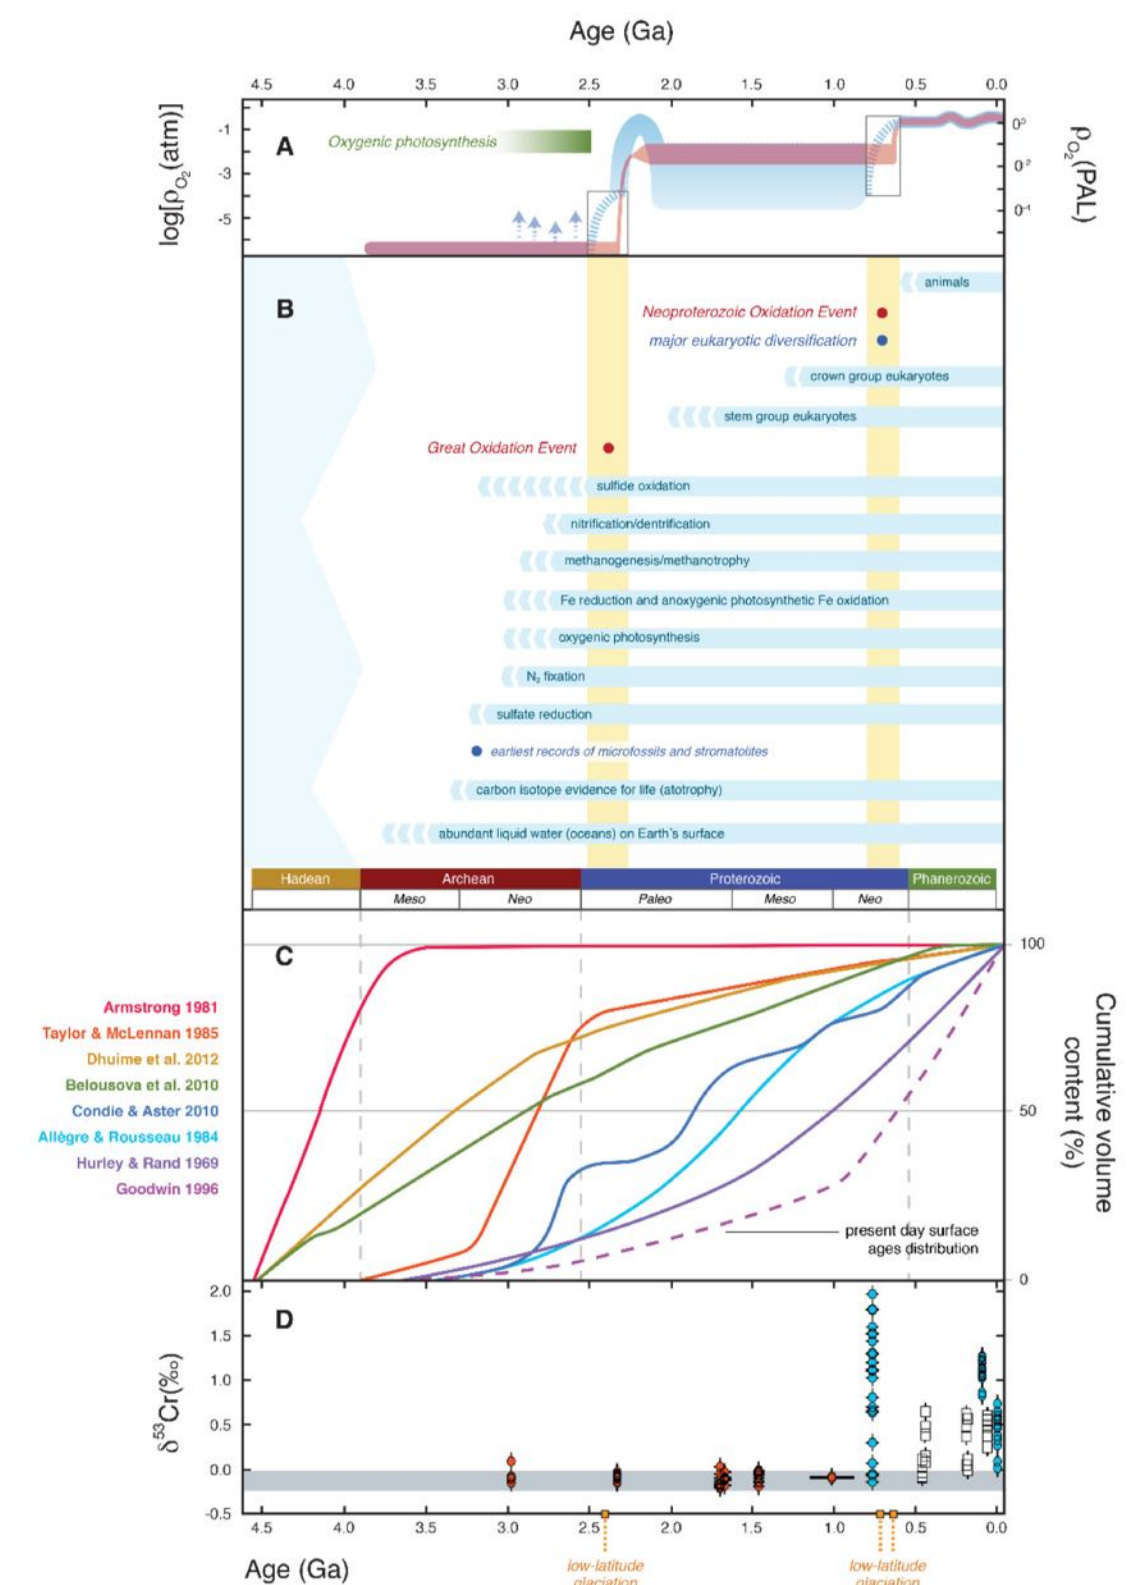 Age (Ga)
4.5 4.0 3.5 3.0 2.5 2.0 1.5 1.0 0.5 0.0
log[ρO₂(atm)]
-1
-3
-5
A
Oxygenic photosynthesis
0⁰
0⁻²
0⁻⁴
ρO₂(PAL)
B
animals
Neoproterozoic Oxidation Event
major eukaryotic diversification
crown group eukaryotes
stem group eukaryotes
Great Oxidation Event
sulfide oxidation
nitrification/dentrification
methanogenesis/methanotrophy
Fe reduction and anoxygenic photosynthetic Fe oxidation
oxygenic photosynthesis
N₂ fixation
sulfate reduction
earliest records of microfossils and stromatolites
carbon isotope evidence for life (atotrophy)
abundant liquid water (oceans) on Earth's surface
Hadean Archean Proterozoic Phanerozoic
Meso Neo Paleo Meso Neo
C
Armstrong 1981
Taylor & McLennan 1985
Dhuime et al. 2012
Belousova et al. 2010
Condie & Aster 2010
Allègre & Rousseau 1984
Hurley & Rand 1969
Goodwin 1996
100
50
0
Cumulative volume
content (%)
present day surface
ages distribution
D
δ⁵³Cr(‰)
2.0
1.5
1.0
0.5
0.0
-0.5
4.5 4.0 3.5 3.0 2.5 2.0 1.5 1.0 0.5 0.0
Age (Ga)
low-latitude
glaciation
low-latitude
glaciation